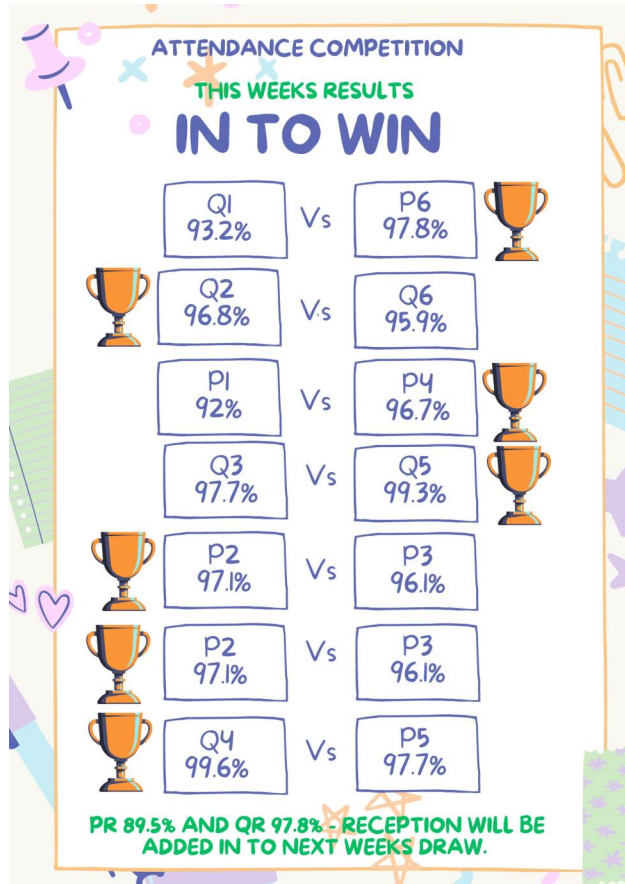 ATTENDANCE COMPETITION
THIS WEEKS RESULTS
IN TO WIN
Q1 Vs P6
93.2% 97.8%
Q2 Vs Q6
96.8% 95.9%
P1 Vs P4
92% 96.7%
Q3 Vs Q5
97.7% 99.3%
P2 Vs P3
97.1% 96.1%
P2 Vs P3
97.1% 96.1%
Q4 Vs P5
99.6% 97.7%
PR 89.5% AND QR 97.8% - RECEPTION WILL BE
ADDED IN TO NEXT WEEKS DRAW.